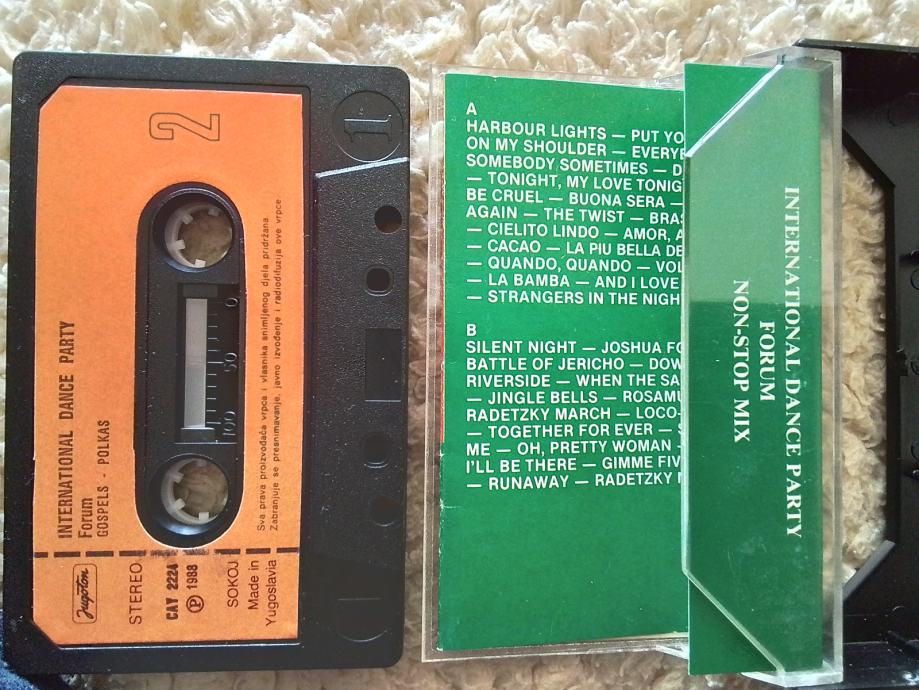 2
1
INTERNATIONAL DANCE PARTY
Forum
GOSPELS - POLKAS
0
50
100
Sva prava proizvođača vrpca i vlasnika snimljenog djela pridržana.
Zabranjuje se presnimavanje, javno izvođenje i radiodifuzija ove vrpce
Jugoton
STEREO
CAY 2224
Ⓟ 1988
SOKOJ
Made in
Yugoslavia
A
HARBOUR LIGHTS — PUT YO
ON MY SHOULDER — EVERY
SOMEBODY SOMETIMES — D
— TONIGHT, MY LOVE TONIG
BE CRUEL — BUONA SERA —
AGAIN — THE TWIST — BRA
— CIELITO LINDO — AMOR, A
— CACAO — LA PIU BELLA DE
— QUANDO, QUANDO — VOL
— LA BAMBA — AND I LOVE
— STRANGERS IN THE NIGH
B
SILENT NIGHT — JOSHUA FO
BATTLE OF JERICHO — DOW
RIVERSIDE — WHEN THE SA
— JINGLE BELLS — ROSAMU
RADETZKY MARCH — LOCO-
— TOGETHER FOR EVER —
ME — OH, PRETTY WOMAN -
I'LL BE THERE — GIMME FIV
— RUNAWAY — RADETZKY
INTERNATIONAL DANCE PARTY
FORUM
NON-STOP MIX